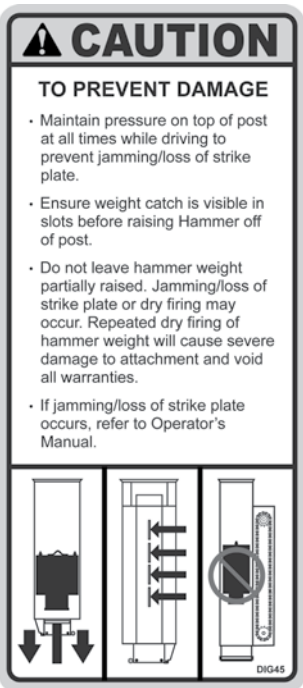 CAUTION
TO PREVENT DAMAGE
• Maintain pressure on top of post
at all times while driving to
prevent jamming/loss of strike
plate.
• Ensure weight catch is visible in
slots before raising Hammer off
of post.
• Do not leave hammer weight
partially raised. Jamming/loss of
strike plate or dry firing may
occur. Repeated dry firing of
hammer weight will cause severe
damage to attachment and void
all warranties.
• If jamming/loss of strike plate
occurs, refer to Operator's
Manual.
DIG45